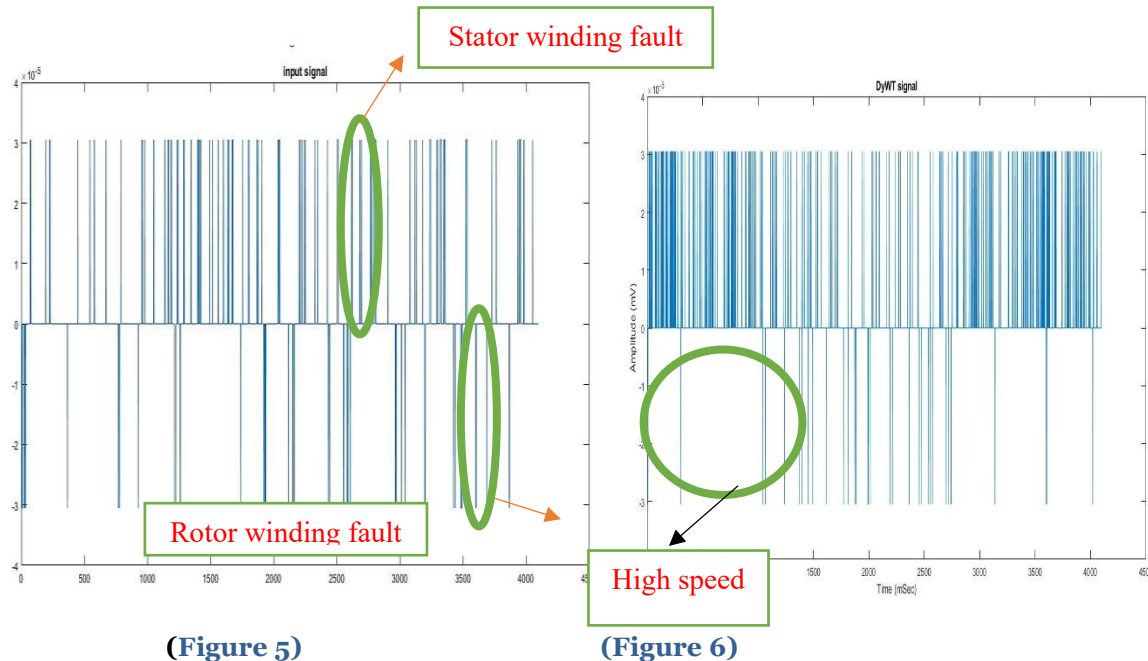 Stator winding fault
input signal
×10⁻⁵
4
3
2
1
0
-1
-2
-3
-4
0 500 1000 1500 2000 2500 3000 3500 4000
Rotor winding fault
DyWT signal
×10⁻⁵
4
3
2
1
0
-1
-2
-3
Amplitude (mV)
1500 2000 2500 3000 3500 4000
Time (mSec)
High speed
(Figure 5)
(Figure 6)